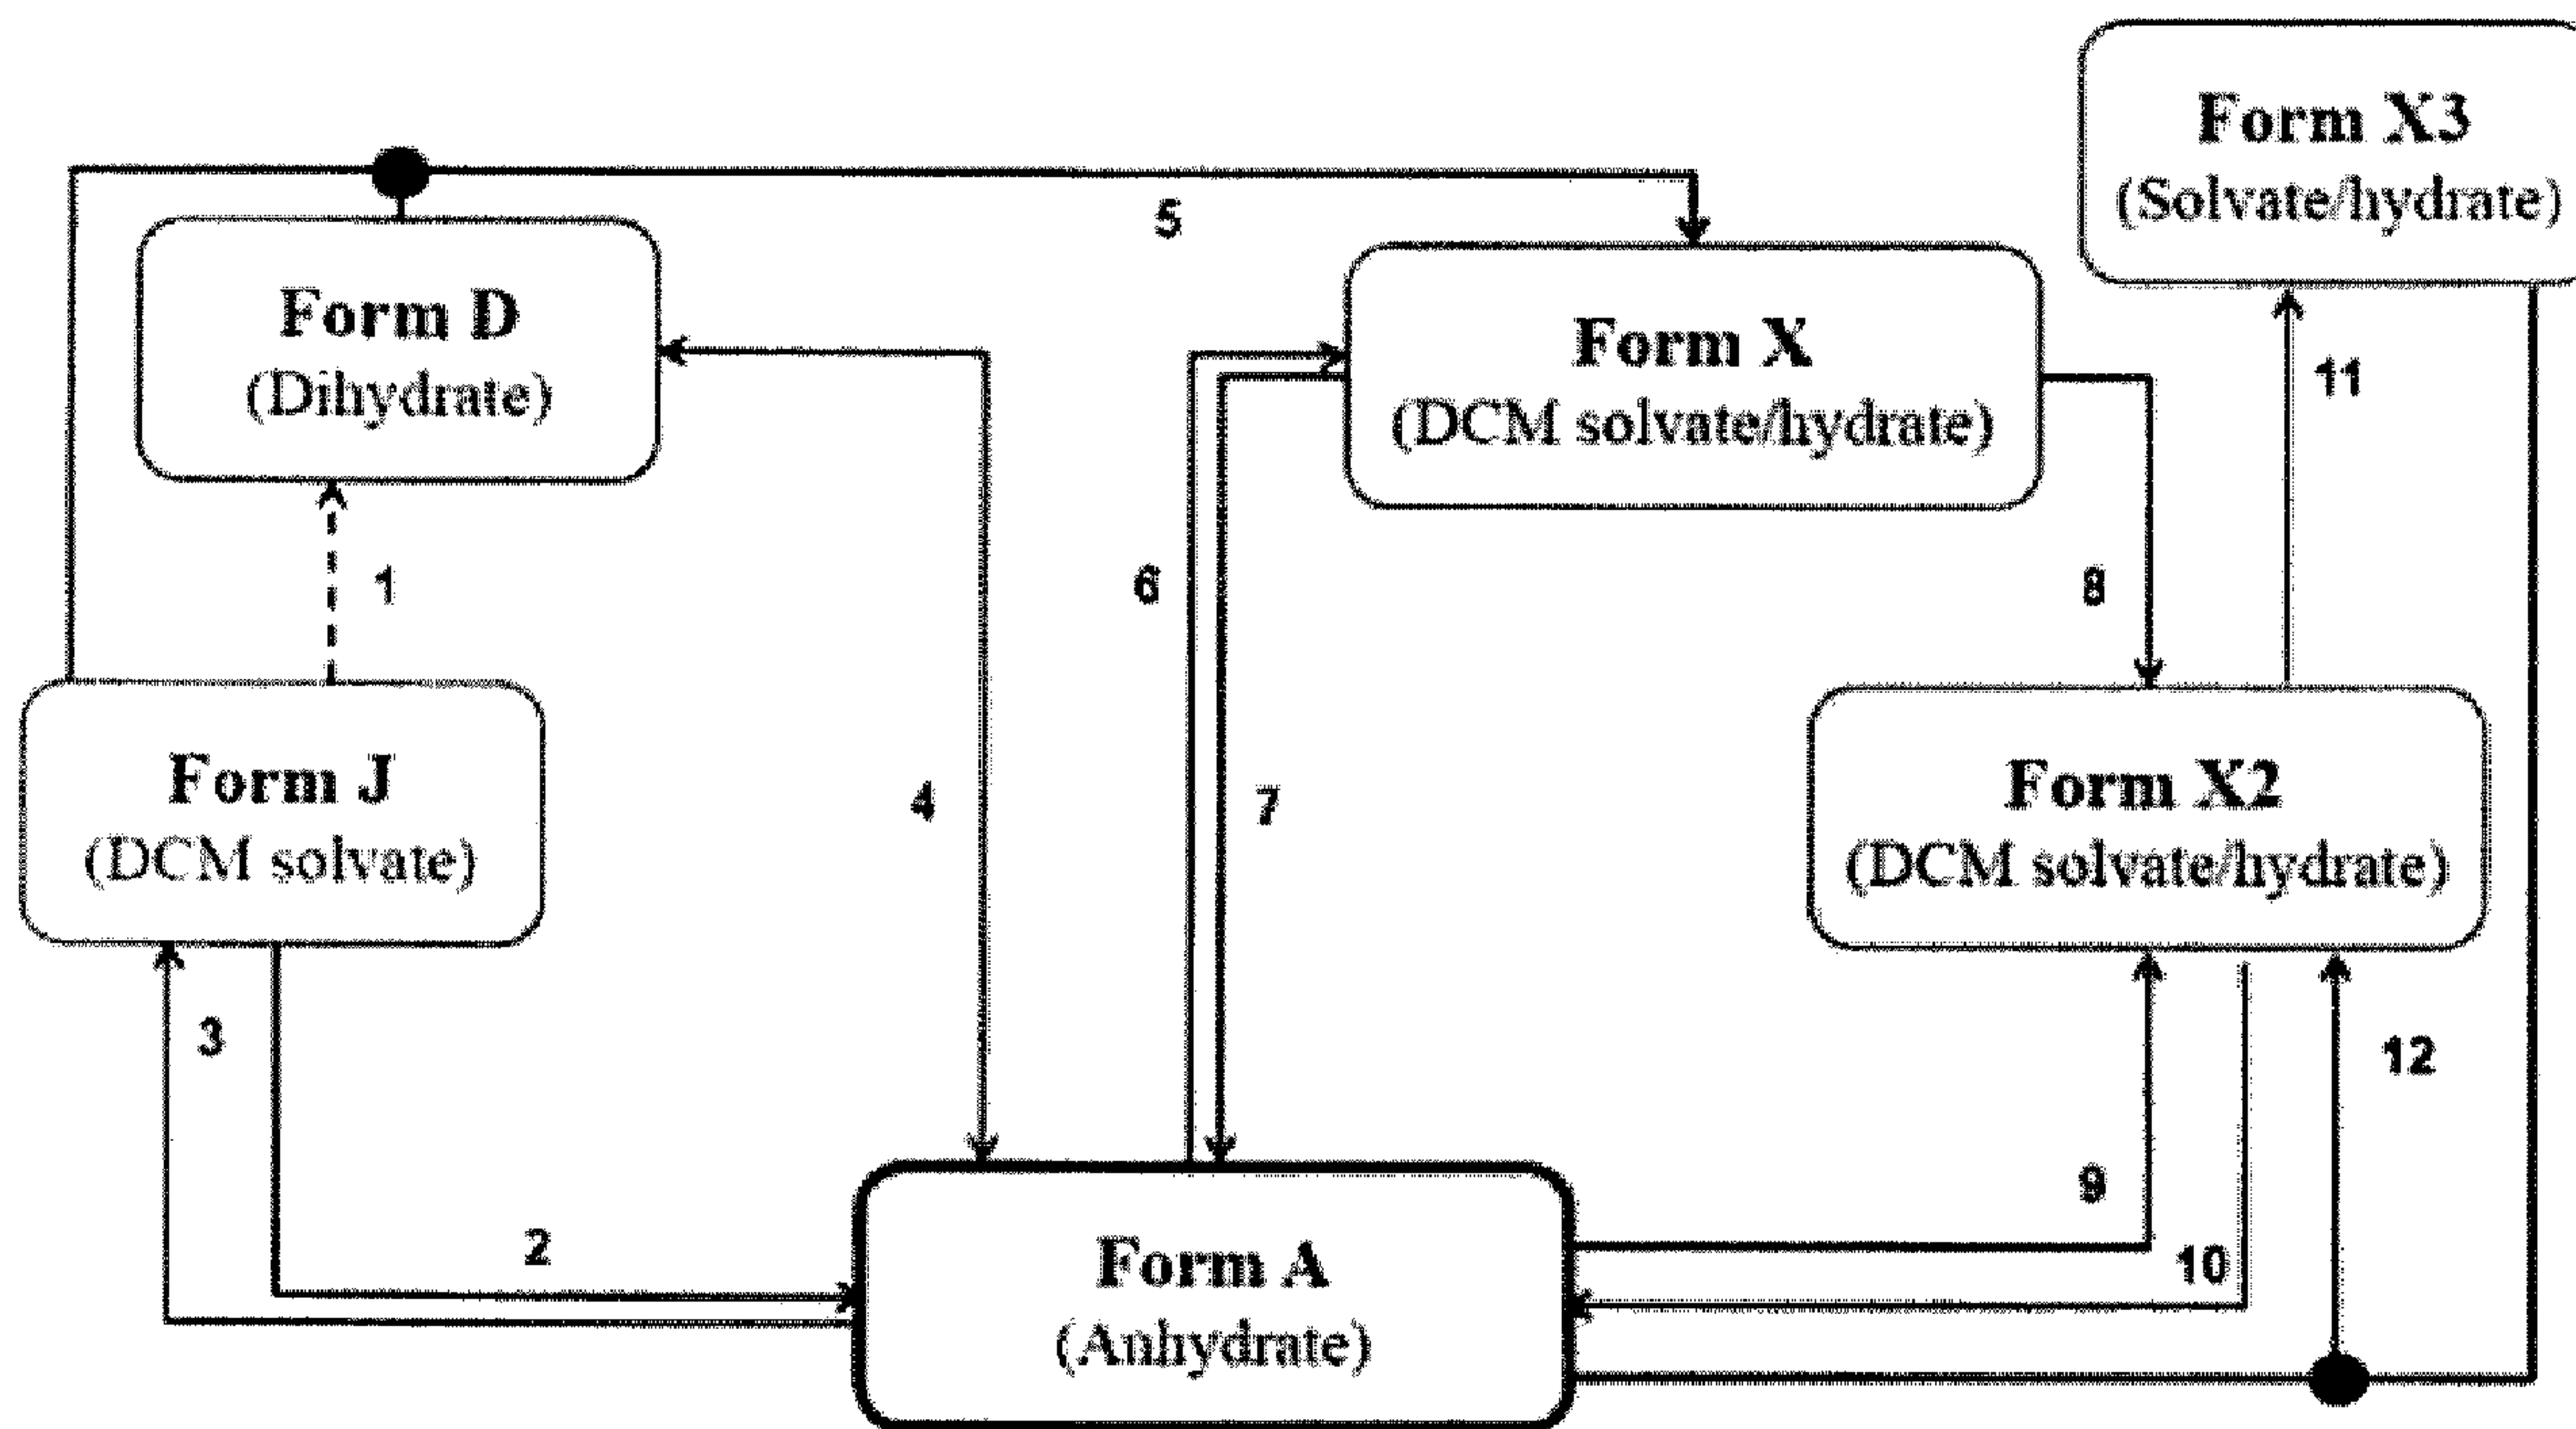 Form X3
(Solvate/hydrate)
5
Form D
(Dihydrate)
Form X
(DCM solvate/hydrate)
11
1
6
8
Form J
(DCM solvate)
4
7
Form X2
(DCM solvate/hydrate)
3
12
9
2
10
Form A
(Anhydrate)